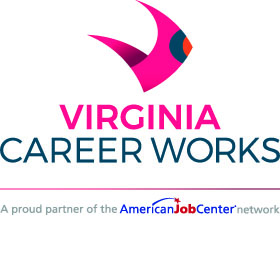 VIRGINIA
CAREER WORKS
A proud partner of the AmericanJobCenter® network